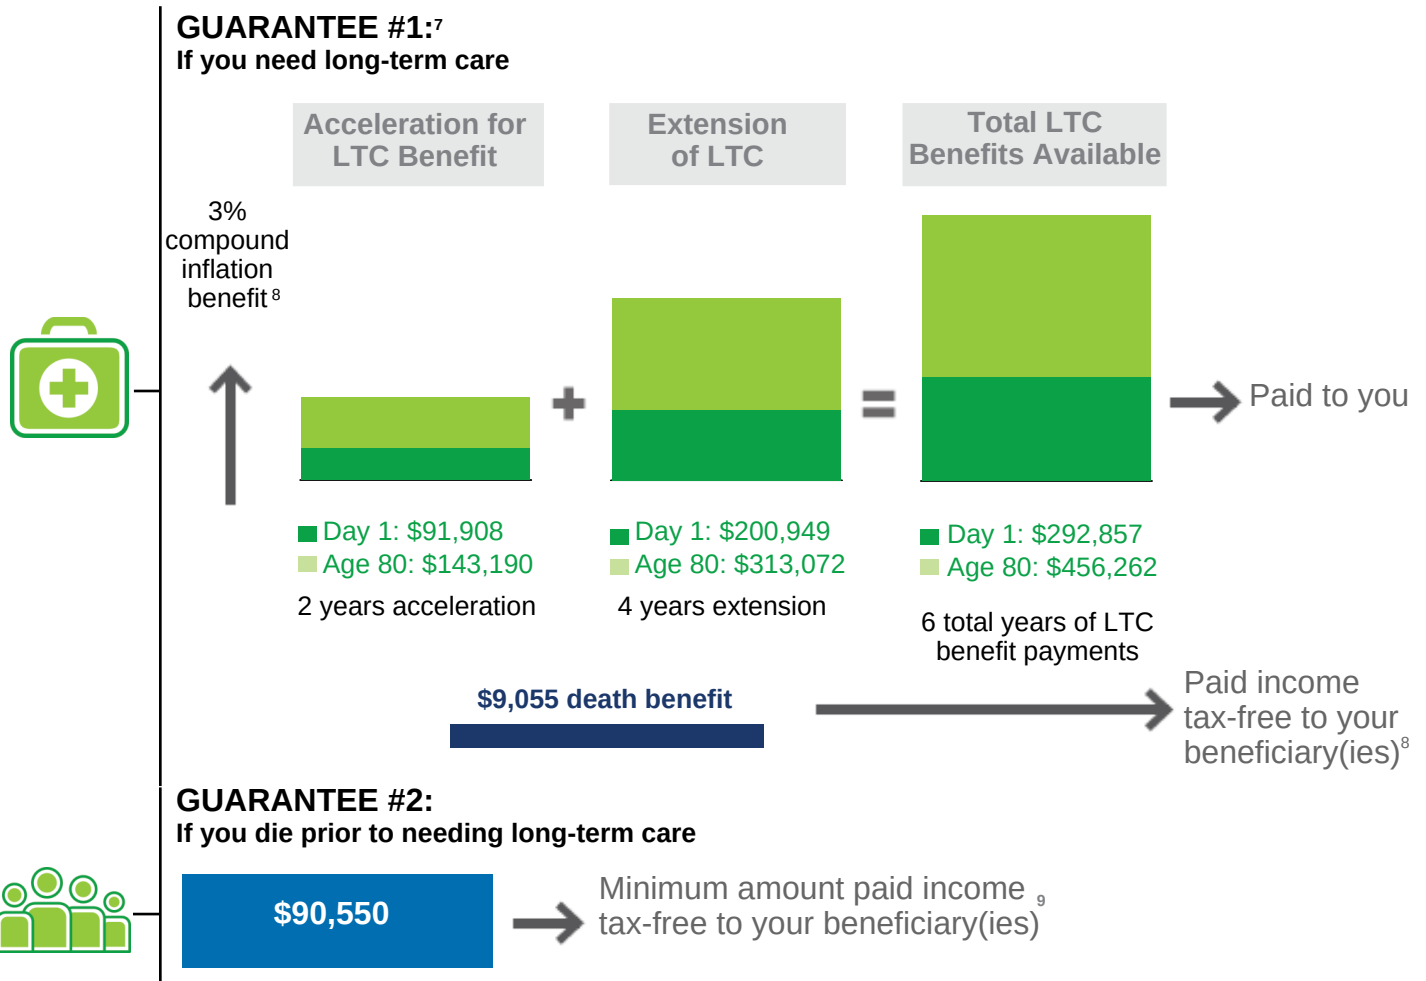 GUARANTEE #1:7
If you need long-term care
Acceleration for
LTC Benefit
Extension
of LTC
Total LTC
Benefits Available
3%
compound
inflation
benefit 8
Paid to you
Day 1: $91,908
Age 80: $143,190
2 years acceleration
Day 1: $200,949
Age 80: $313,072
4 years extension
Day 1: $292,857
Age 80: $456,262
6 total years of LTC
benefit payments
$9,055 death benefit
Paid income
tax-free to your
beneficiary(ies)8
GUARANTEE #2:
If you die prior to needing long-term care
$90,550
Minimum amount paid income
tax-free to your beneficiary(ies) 9